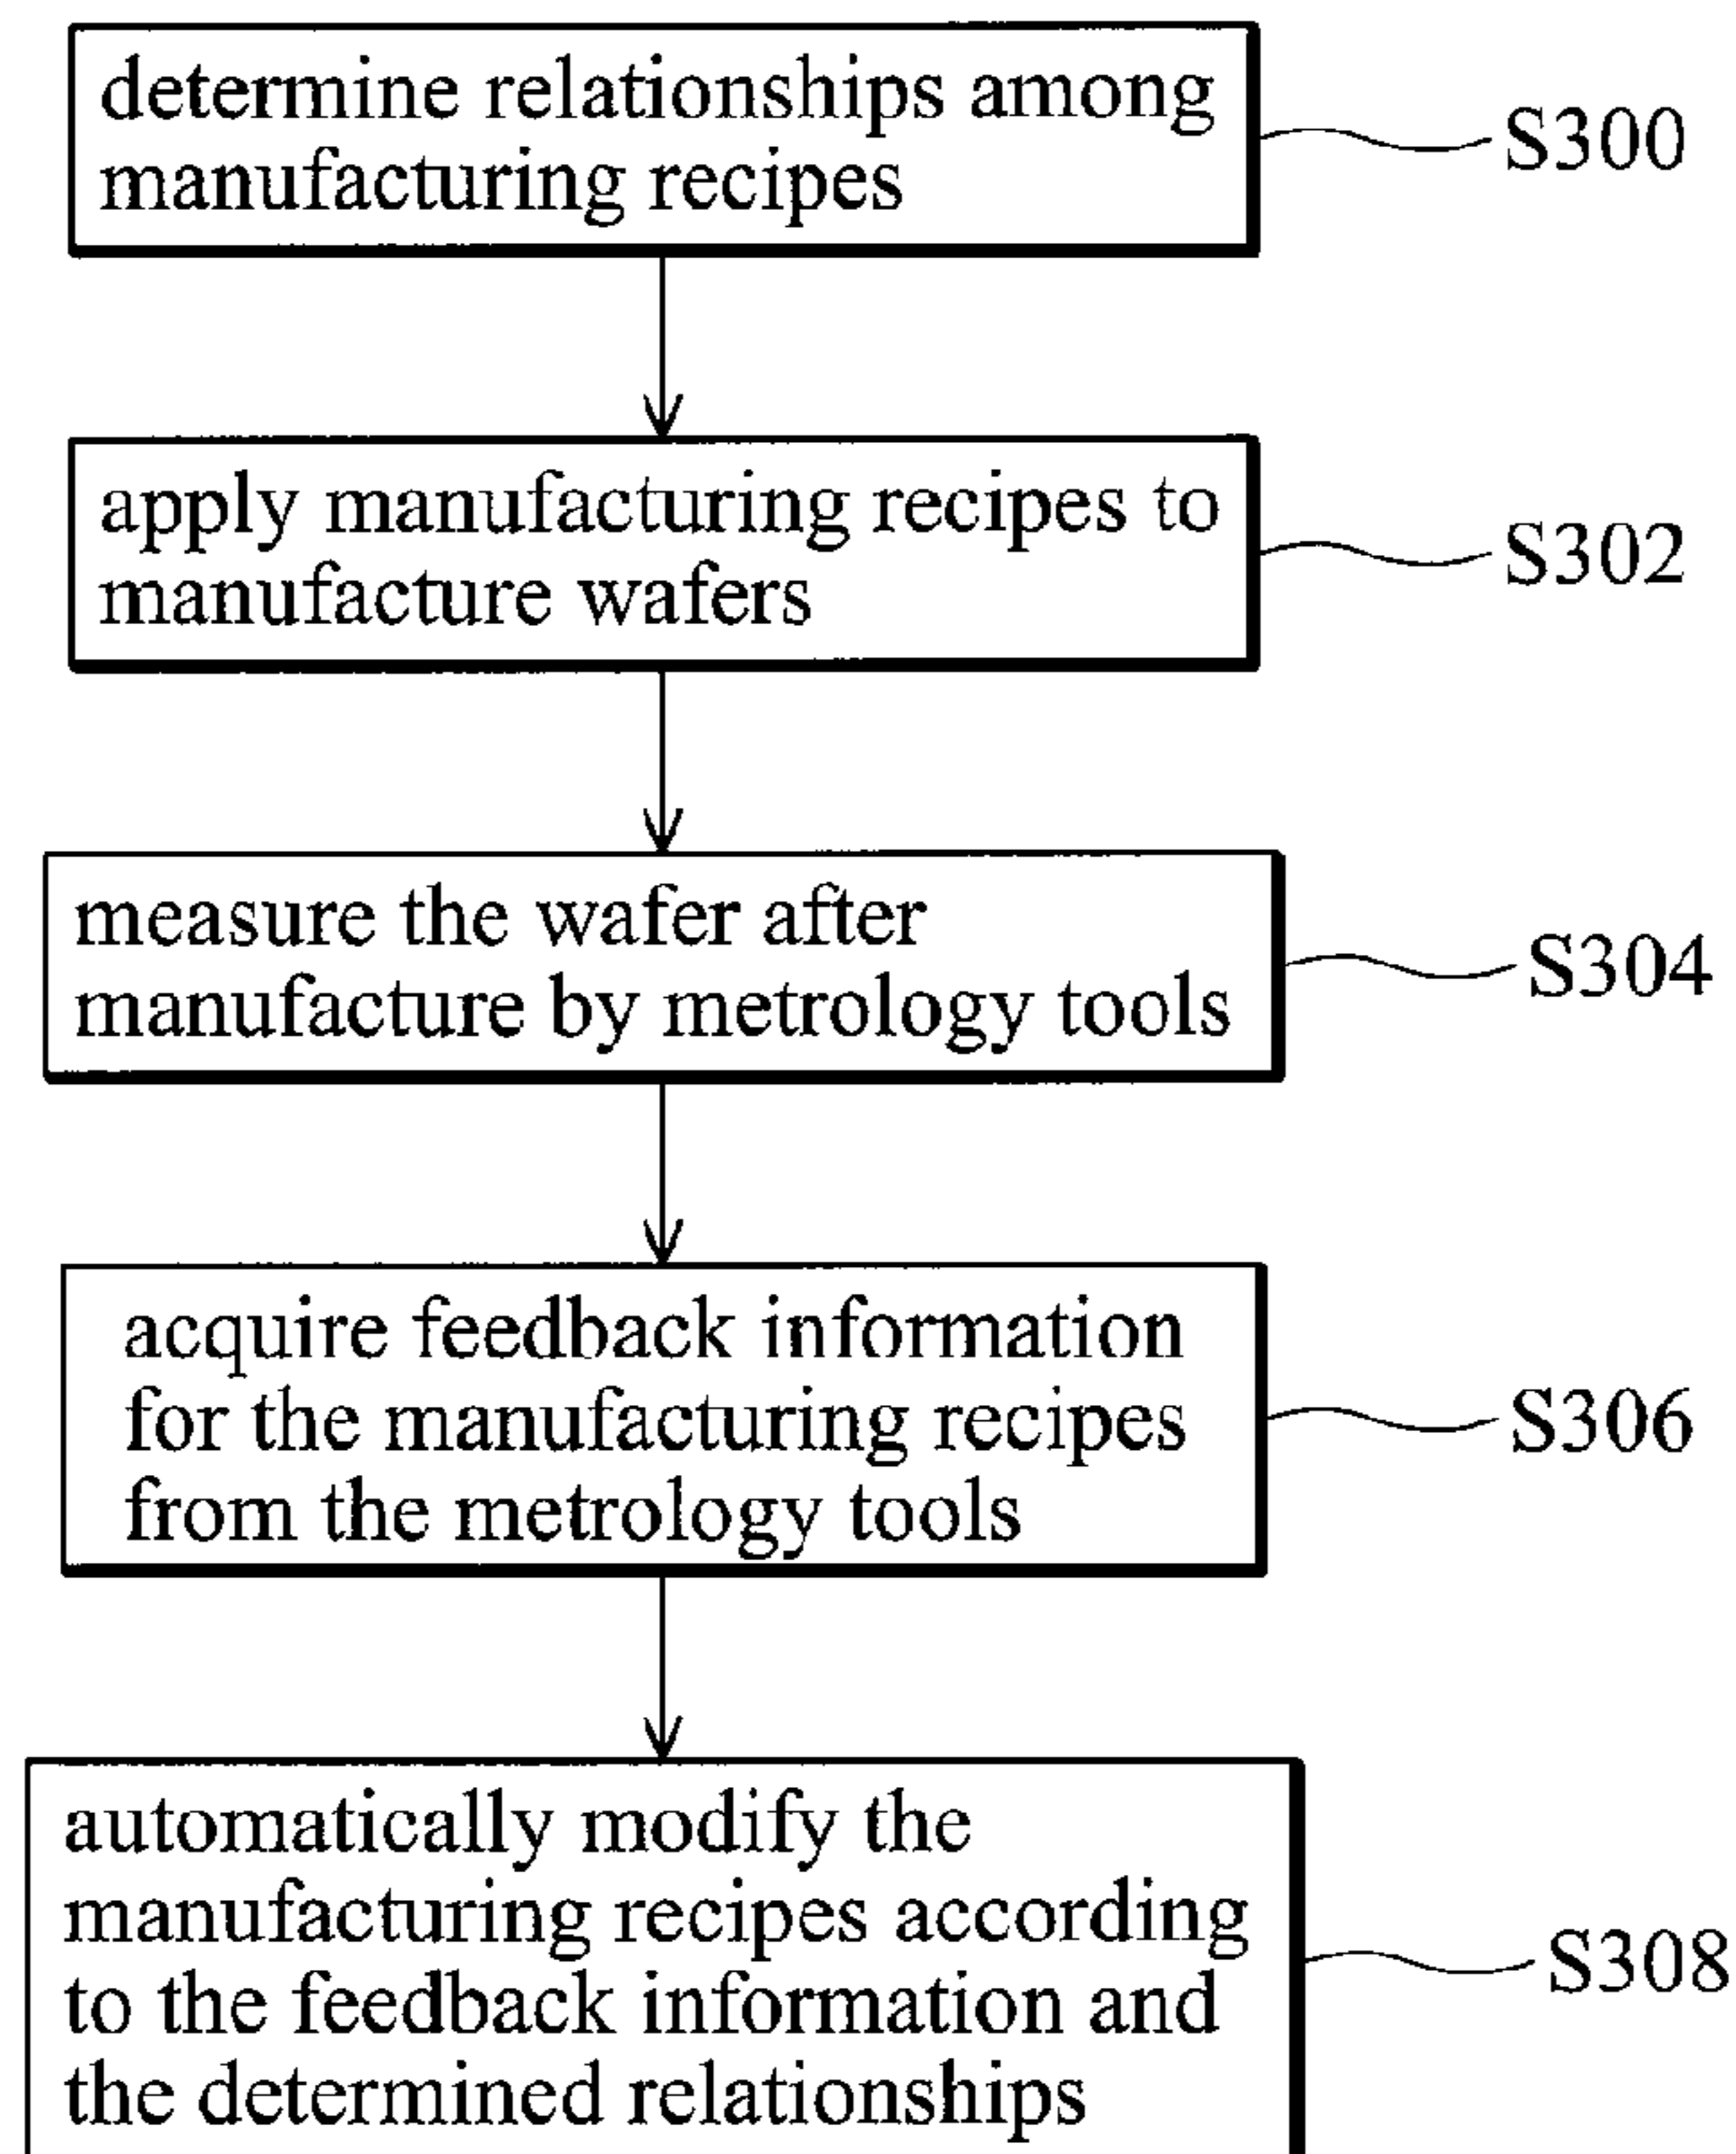 determine relationships among
manufacturing recipes
S300
apply manufacturing recipes to
manufacture wafers
S302
measure the wafer after
manufacture by metrology tools
S304
acquire feedback information
for the manufacturing recipes
from the metrology tools
S306
automatically modify the
manufacturing recipes according
to the feedback information and
the determined relationships
S308